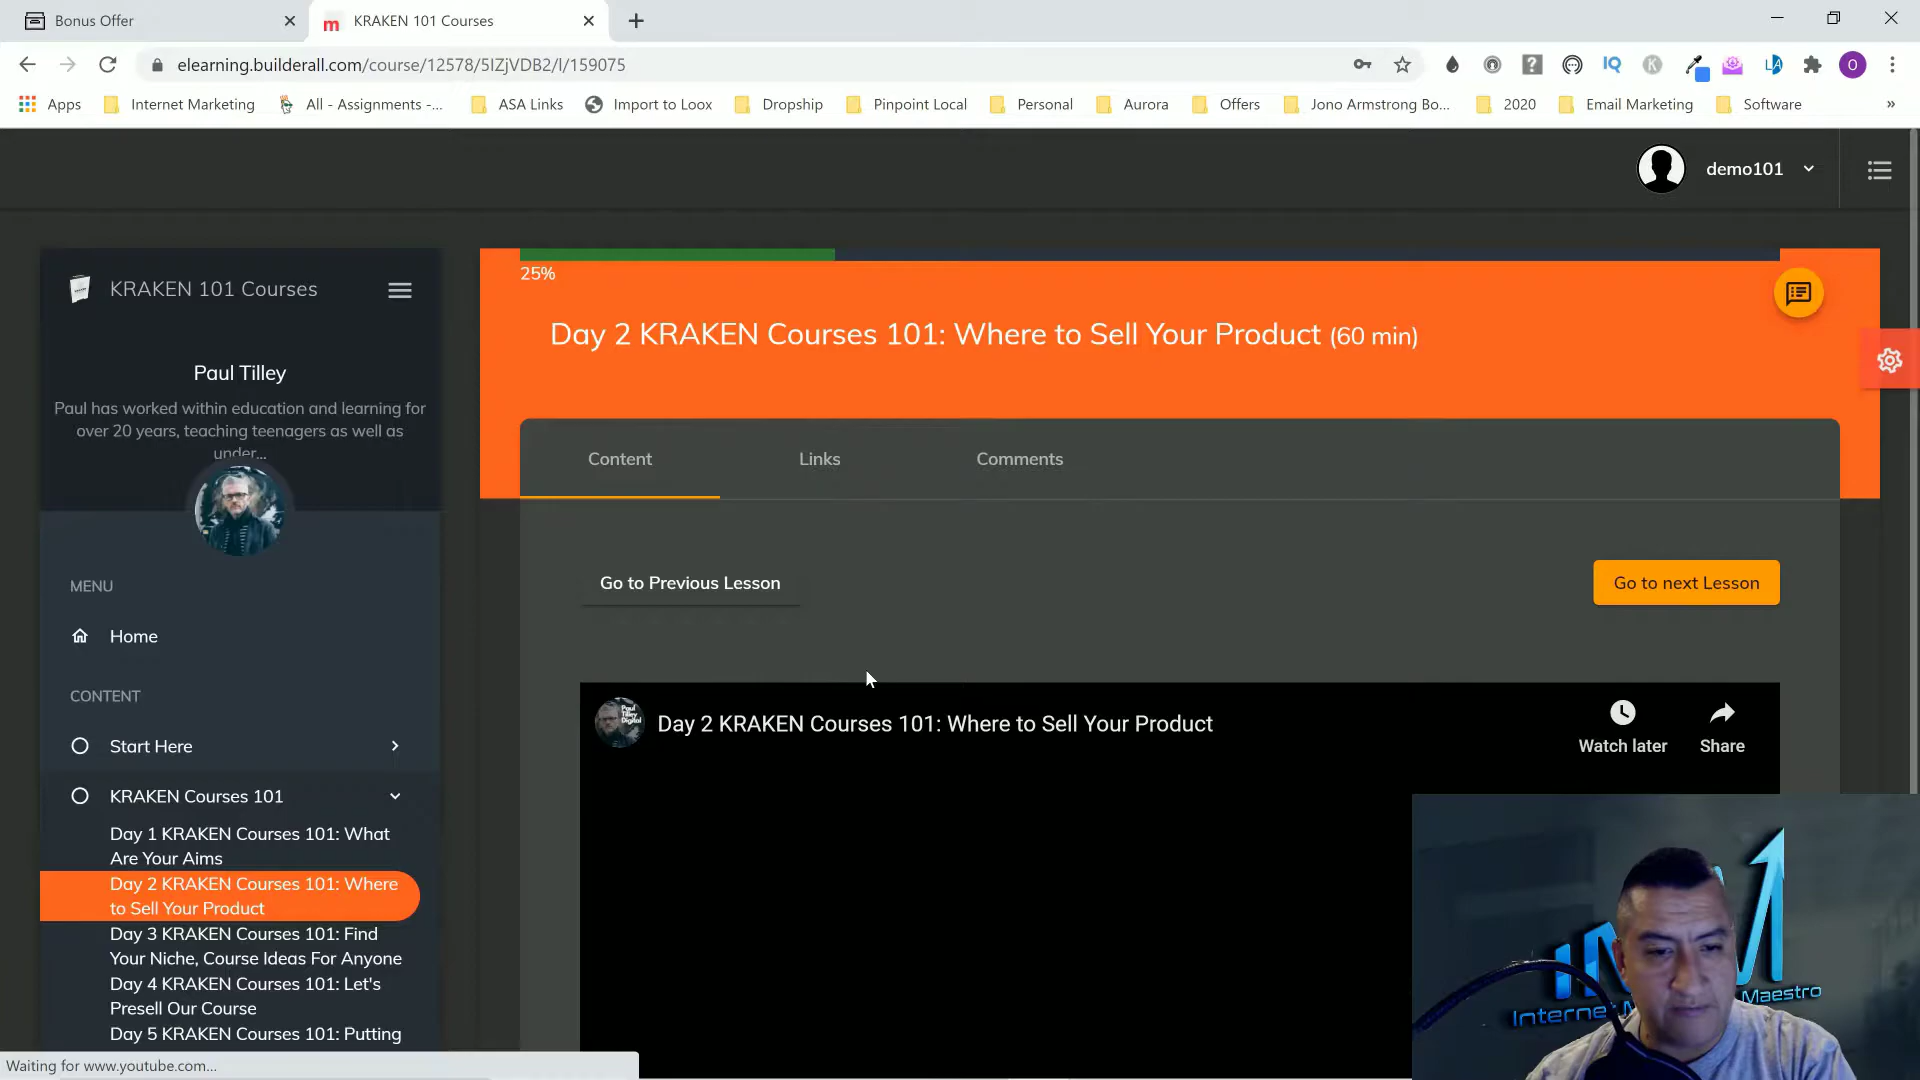 Bonus Offer
m KRAKEN 101 Courses
elearning.builderall.com/course/12578/5IZjVDB2/l/159075
IQ
K
LA
O
Apps
Internet Marketing
All - Assignments -...
ASA Links
Import to Loox
Dropship
Pinpoint Local
Personal
Aurora
Offers
Jono Armstrong Bo...
2020
Email Marketing
Software
»
demo101
KRAKEN 101 Courses
Paul Tilley
Paul has worked within education and learning for
over 20 years, teaching teenagers as well as
under...
MENU
Home
CONTENT
Start Here
KRAKEN Courses 101
Day 1 KRAKEN Courses 101: What
Are Your Aims
Day 2 KRAKEN Courses 101: Where
to Sell Your Product
Day 3 KRAKEN Courses 101: Find
Your Niche, Course Ideas For Anyone
Day 4 KRAKEN Courses 101: Let's
Presell Our Course
Day 5 KRAKEN Courses 101: Putting
25%
Day 2 KRAKEN Courses 101: Where to Sell Your Product (60 min)
Content
Links
Comments
Go to Previous Lesson
Go to next Lesson
Paul
Tilley
Digital
Day 2 KRAKEN Courses 101: Where to Sell Your Product
Watch later
Share
Maestro
Internet
Waiting for www.youtube.com...